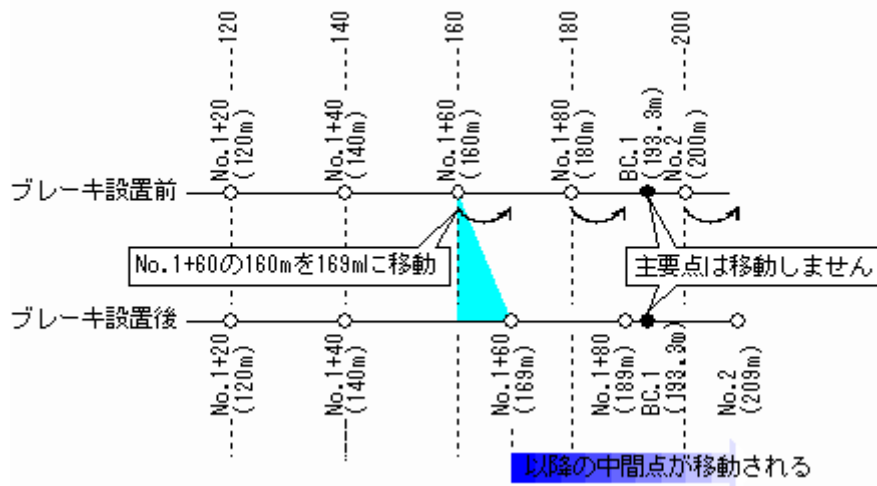 -120
-140
-160
-180
-200
No.1+20
(120m)
No.1+40
(140m)
No.1+60
(160m)
No.1+80
(180m)
BC.1
(193.3m)
No.2
(200m)
ブレーキ設置前
No.1+60の160mを169mに移動
主要点は移動しません
ブレーキ設置後
No.1+20
(120m)
No.1+40
(140m)
No.1+60
(169m)
No.1+80
(189m)
BC.1
(193.3m)
No.2
(209m)
以降の中間点が移動される